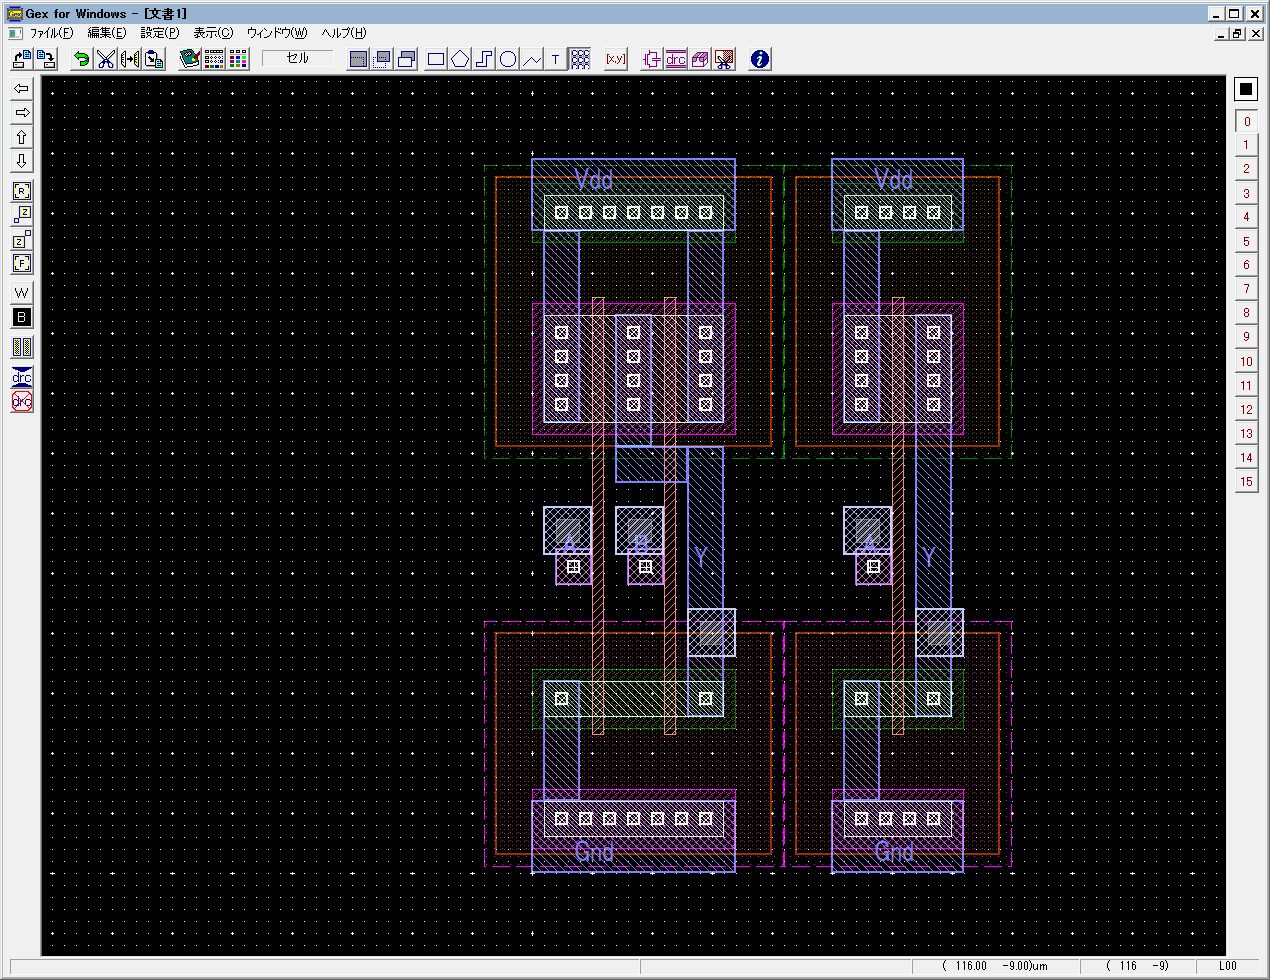 Gex for Windows - [文書1]
ファイル(F) 編集(E) 設定(P) 表示(C) ウィンドウ(W) ヘルプ(H)
セル
T
[x,y]
drc
i
R
Z
Z
F
W
B
drc
drc
0
1
2
3
4
5
6
7
8
9
10
11
12
13
14
15
Vdd Vdd
A B Y A Y
Gnd Gnd
( 116.00 -9.00)um ( 116 -9) L00